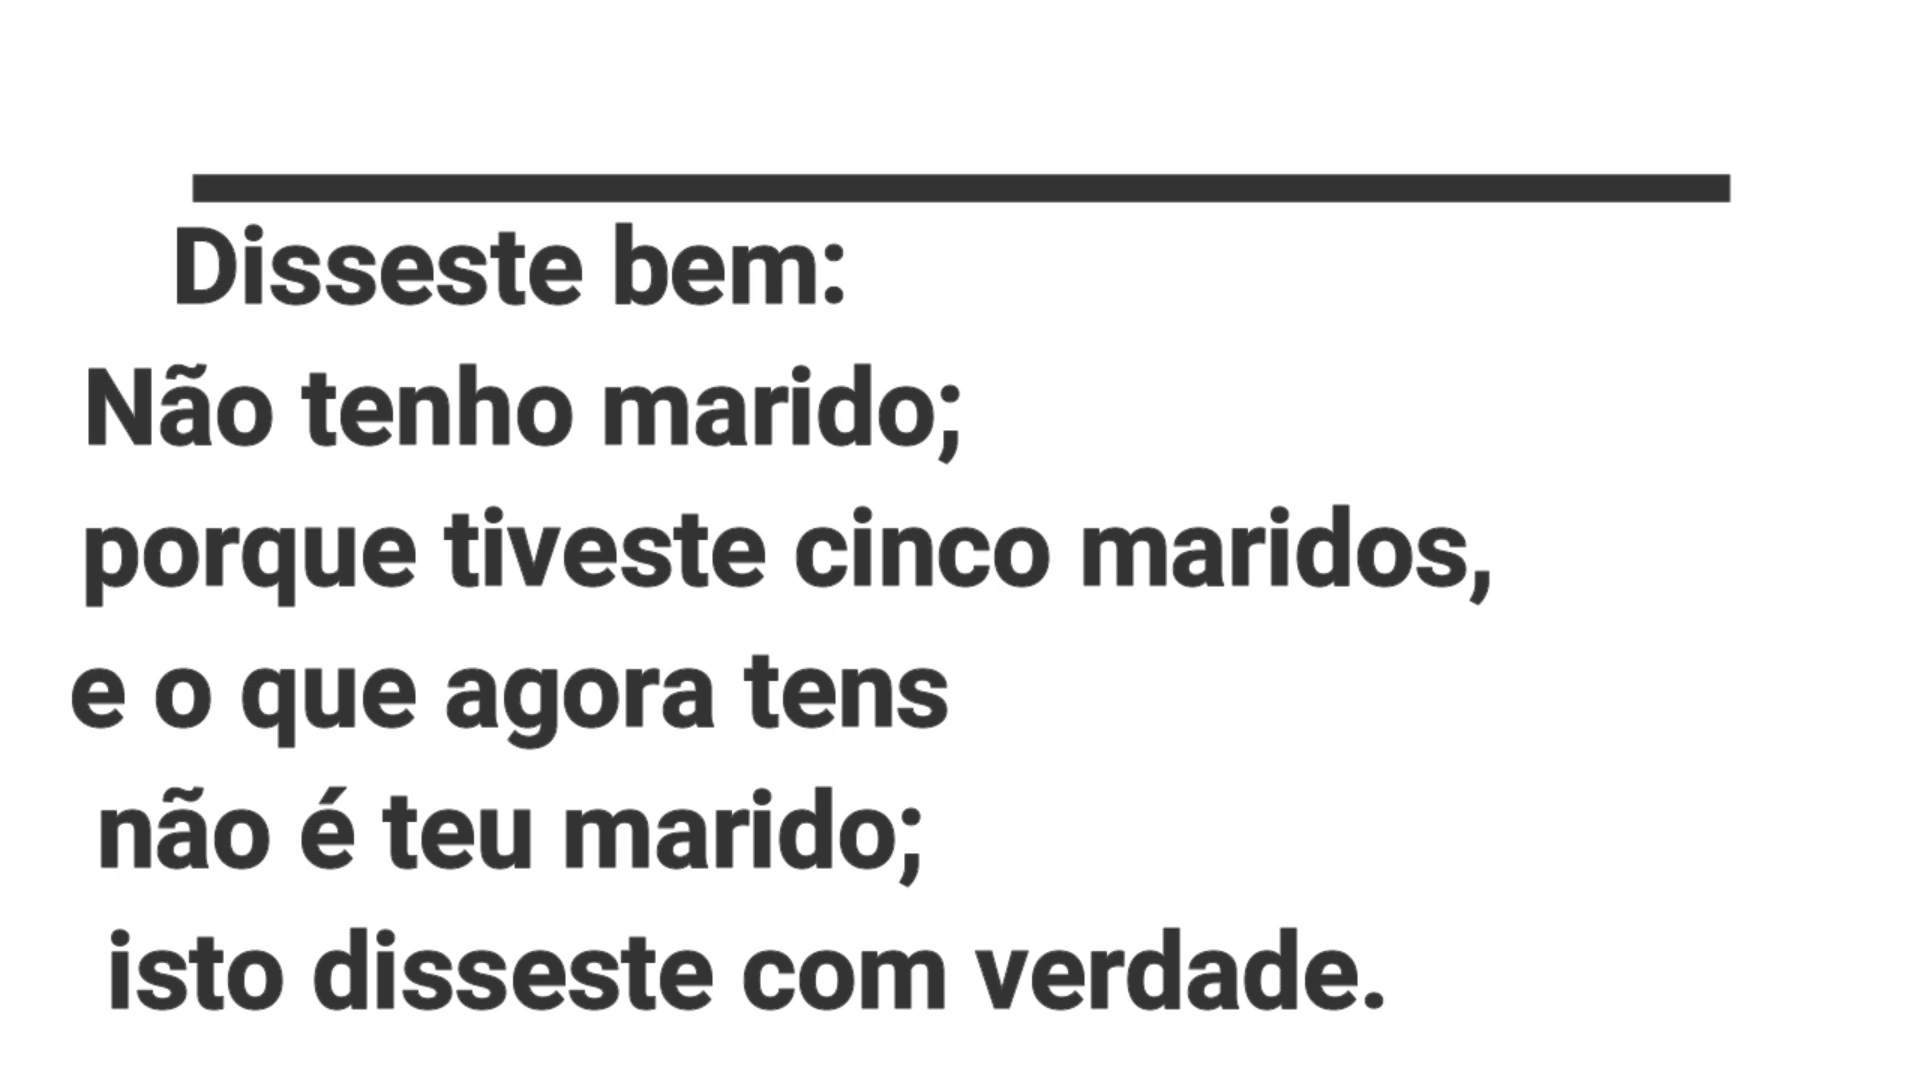 Disseste bem:
Não tenho marido;
porque tiveste cinco maridos,
e o que agora tens
não é teu marido;
isto disseste com verdade.